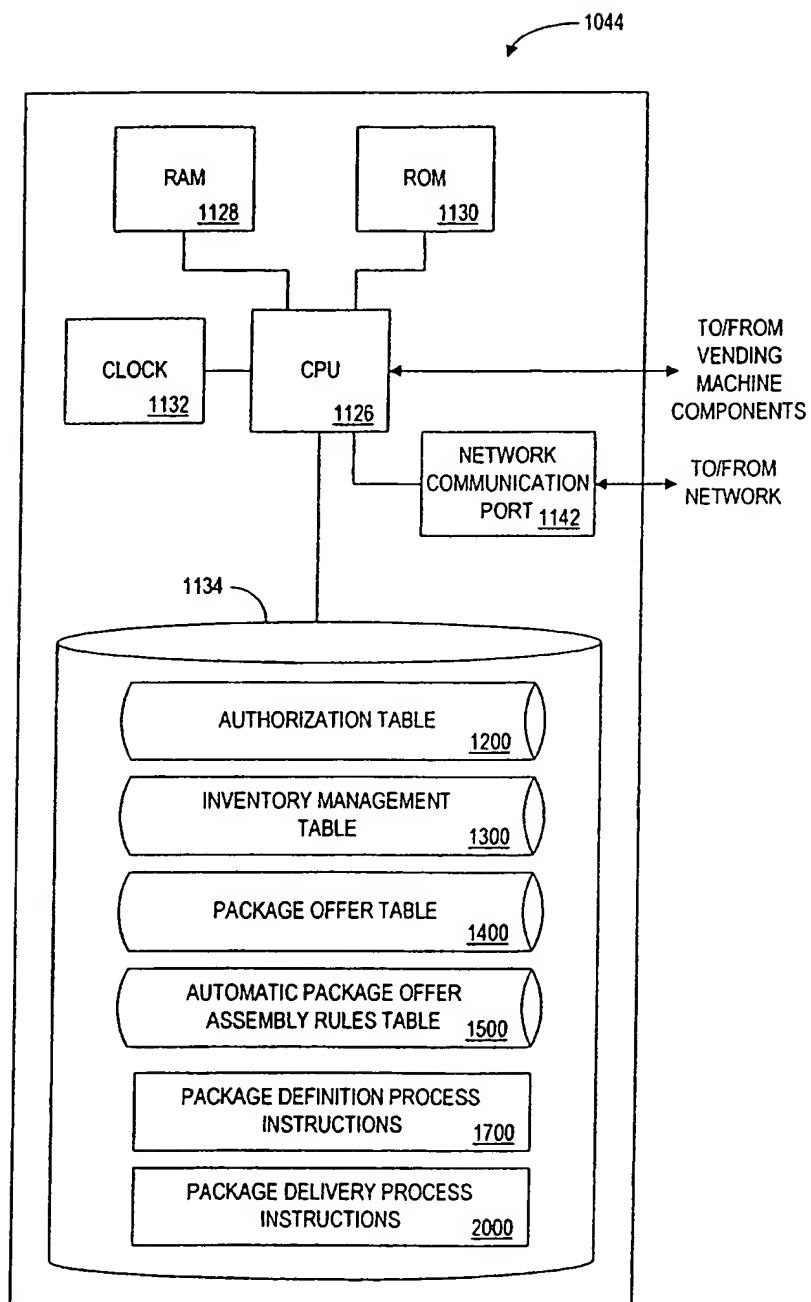 1044
RAM
1128
ROM
1130
CLOCK
1132
CPU
1126
TO/FROM
VENDING
MACHINE
COMPONENTS
NETWORK
COMMUNICATION
PORT
1142
TO/FROM
NETWORK
1134
AUTHORIZATION TABLE
1200
INVENTORY MANAGEMENT
TABLE
1300
PACKAGE OFFER TABLE
1400
AUTOMATIC PACKAGE OFFER
ASSEMBLY RULES TABLE
1500
PACKAGE DEFINITION PROCESS
INSTRUCTIONS
1700
PACKAGE DELIVERY PROCESS
INSTRUCTIONS
2000